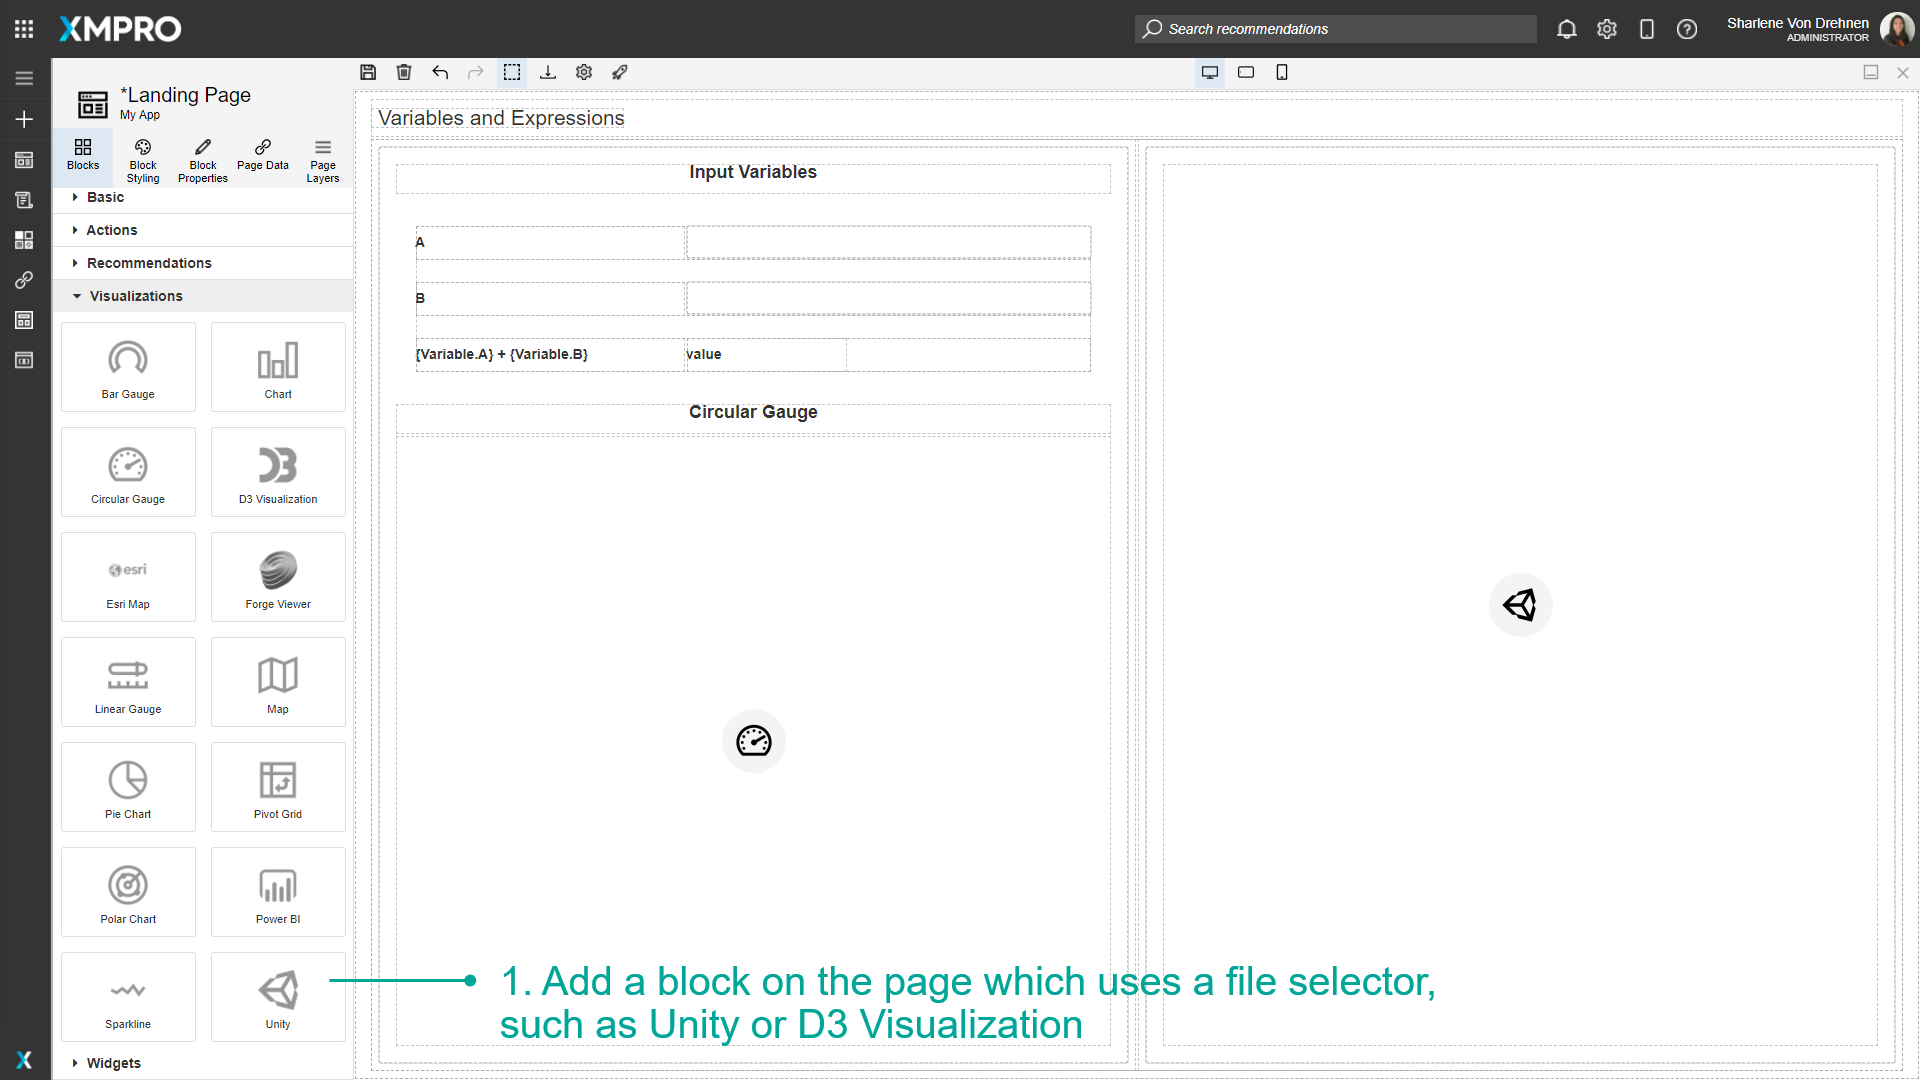 XMPRO
Search recommendations
Sharlene Von Drehnen
ADMINISTRATOR
*Landing Page
My App
Blocks
Block Styling
Block Properties
Page Data
Page Layers
Basic
Actions
Recommendations
Visualizations
Bar Gauge
Chart
Circular Gauge
D3 Visualization
esri
Esri Map
Forge Viewer
Linear Gauge
Map
Pie Chart
Pivot Grid
Polar Chart
Power BI
Sparkline
Unity
Widgets
Variables and Expressions
Input Variables
A
B
{Variable.A} + {Variable.B}
value
Circular Gauge
1. Add a block on the page which uses a file selector,
such as Unity or D3 Visualization